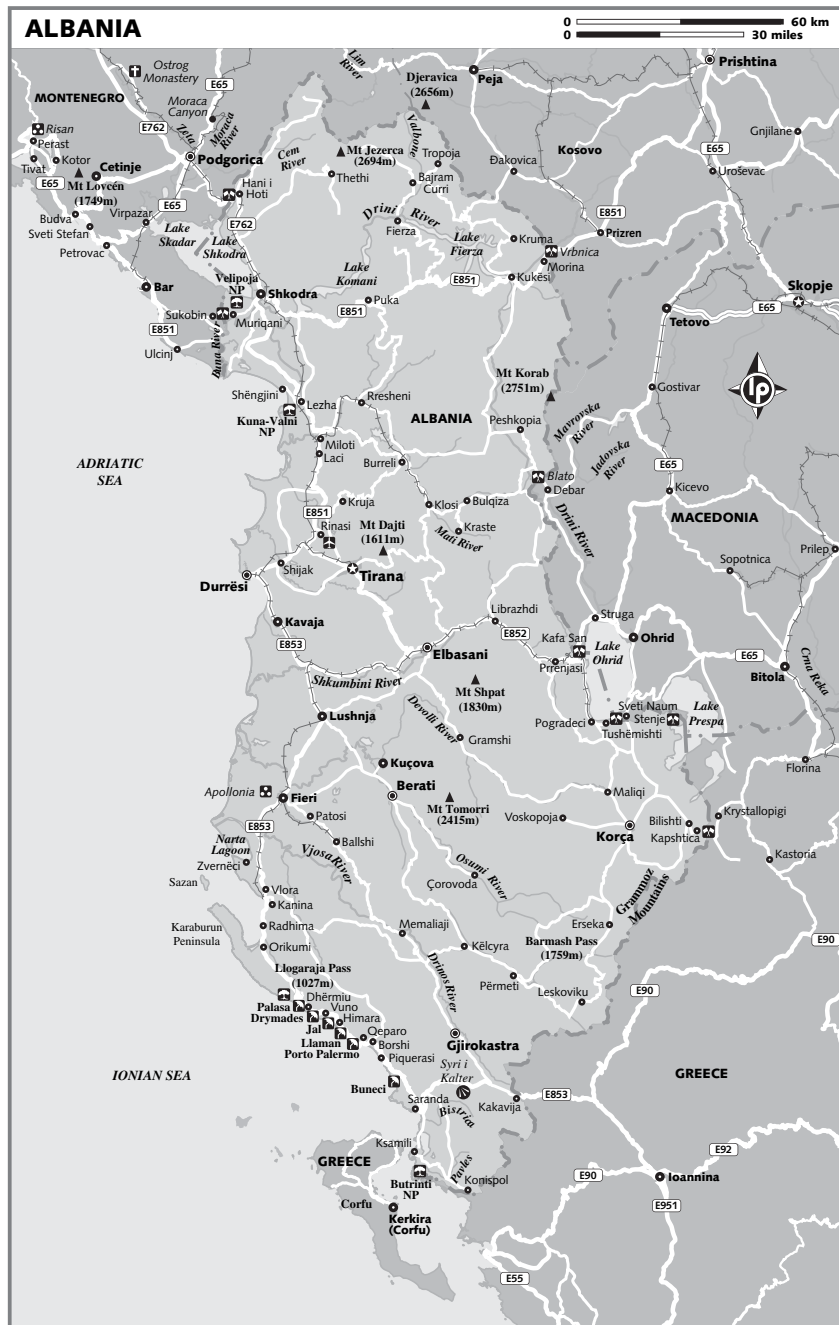 ALBANIA
0 60 km
0 30 miles
Ostrog
Monastery
E65
Lim
River
Djeravica
(2656m)
Peja
Prishtina
MONTENEGRO
Moraca
Canyon
E762
Zeta
Moraca
River
Valbone
Gnjilane
Risan
Perast
Kotor
Tivat
E65
Mt Lovcén
(1749m)
Cetinje
Podgorica
Cem
River
Mt Jezerca
(2694m)
Thethi
Tropoja
Bajram
Curri
Đakovica
Kosovo
E65
Uroševac
Hani i
Hoti
E65
Budva
Virpazar
Sveti Stefan
Petrovac
Lake
Skadar
Lake
Shkodra
E762
Drini
River
Fierza
Lake
Fierza
Kruma
Vrbnica
Morina
E851
Prizren
Kukësi
Bar
Velipoja
NP
Shkodra
Lake
Komani
Puka
E851
E851
Skopje
E65
Tetovo
E851
Sukobin
Muriqani
Ulcinj
Buna River
Mt Korab
(2751m)
lp
Gostivar
Shëngjini
Lezha
Rresheni
Kuna-Valni
NP
ALBANIA
Peshkopia
Mavrovska
River
Jadovska
River
Miloti
Laci
Burreli
ADRIATIC
SEA
E65
Blato
Debar
Kicevo
E851
Kruja
Klosi
Bulqiza
Kraste
Mati River
Rinasi
Mt Dajti
(1611m)
Drini River
MACEDONIA
Prilep
Sopotnica
Durrësi
Shijak
Tirana
Kavaja
Librazhdi
E852
Struga
Kafa San
Ohrid
Lake
Ohrid
E853
Elbasani
Prrenjasi
E65
Bitola
Crna Reka
Shkumbini River
Mt Shpat
(1830m)
Lushnja
Devolli River
Gramshi
Pogradeci
Sveti Naum
Stenje
Tushëmishti
Lake
Prespa
Florina
Kuçova
Berati
Apollonia
Fieri
Mt Tomorri
(2415m)
Maliqi
Patosi
Voskopoja
Korça
Bilishti
Kapshtica
Krystallopigi
E853
Ballshi
Narta
Lagoon
Zvernëci
Vjosa River
Kastoria
Sazan
Osumi River
Çorovoda
Vlora
Kanina
Karaburun
Peninsula
Radhima
Orikumi
Memaliaji
Erseka
Grammoz
Mountains
Barmash Pass
(1759m)
E90
Këlcyra
Llogaraja Pass
(1027m)
Drinos River
Përmeti
Leskoviku
E90
Palasa
Dhërmiu
Drymades
Vuno
Himara
Jal
Llaman
Porto Palermo
Qeparo
Borshi
Piquerasi
Gjirokastra
IONIAN SEA
Syri i
Kalter
GREECE
Buneci
Saranda
Bistrica
Kakavija
E853
Ksamili
GREECE
E92
Butrinti
NP
Pavles
Konispol
E90
Ioannina
Corfu
Kerkira
(Corfu)
E951
E55